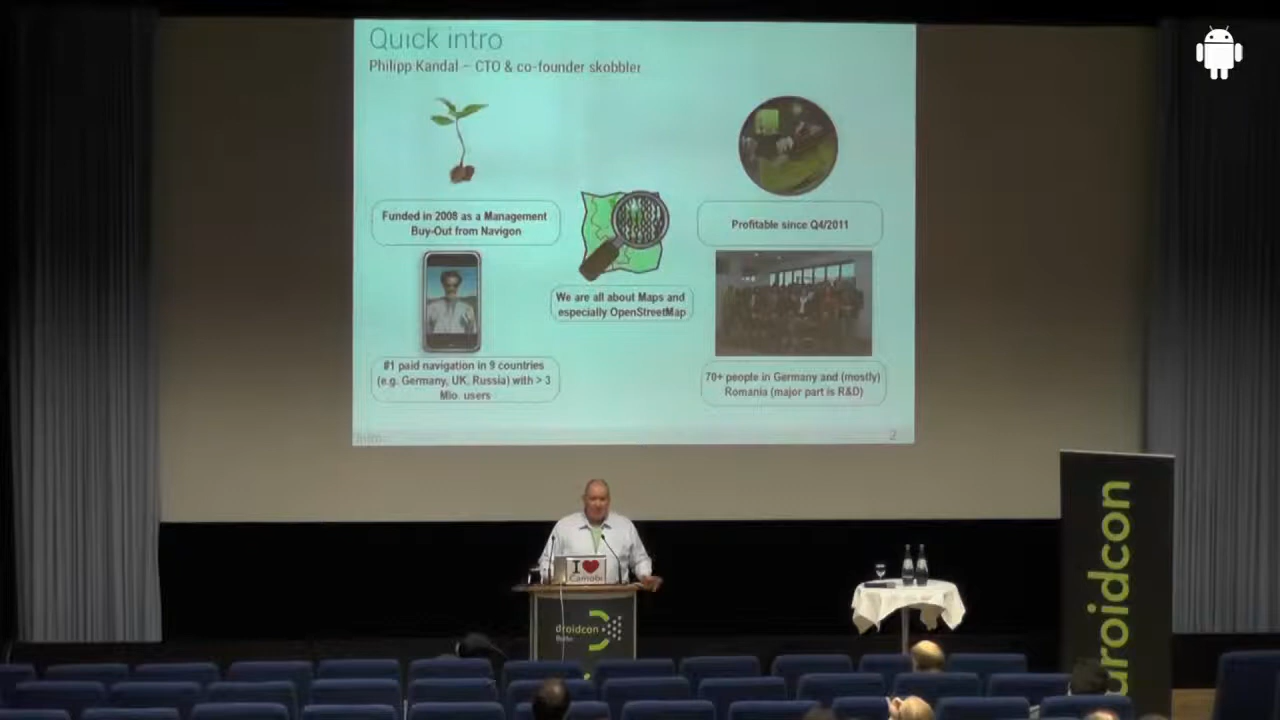 Quick intro
Philipp Kandal – CTO & co-founder skobbler
Funded in 2008 as a Management
Buy-Out from Navigon
Profitable since Q4/2011
We are all about Maps and
especially OpenStreetMap
#1 paid navigation in 9 countries
(e.g. Germany, UK, Russia) with > 3
Mio. users
70+ people in Germany and (mostly)
Romania (major part is R&D)
2
I
droidcon
Berlin
droidcon